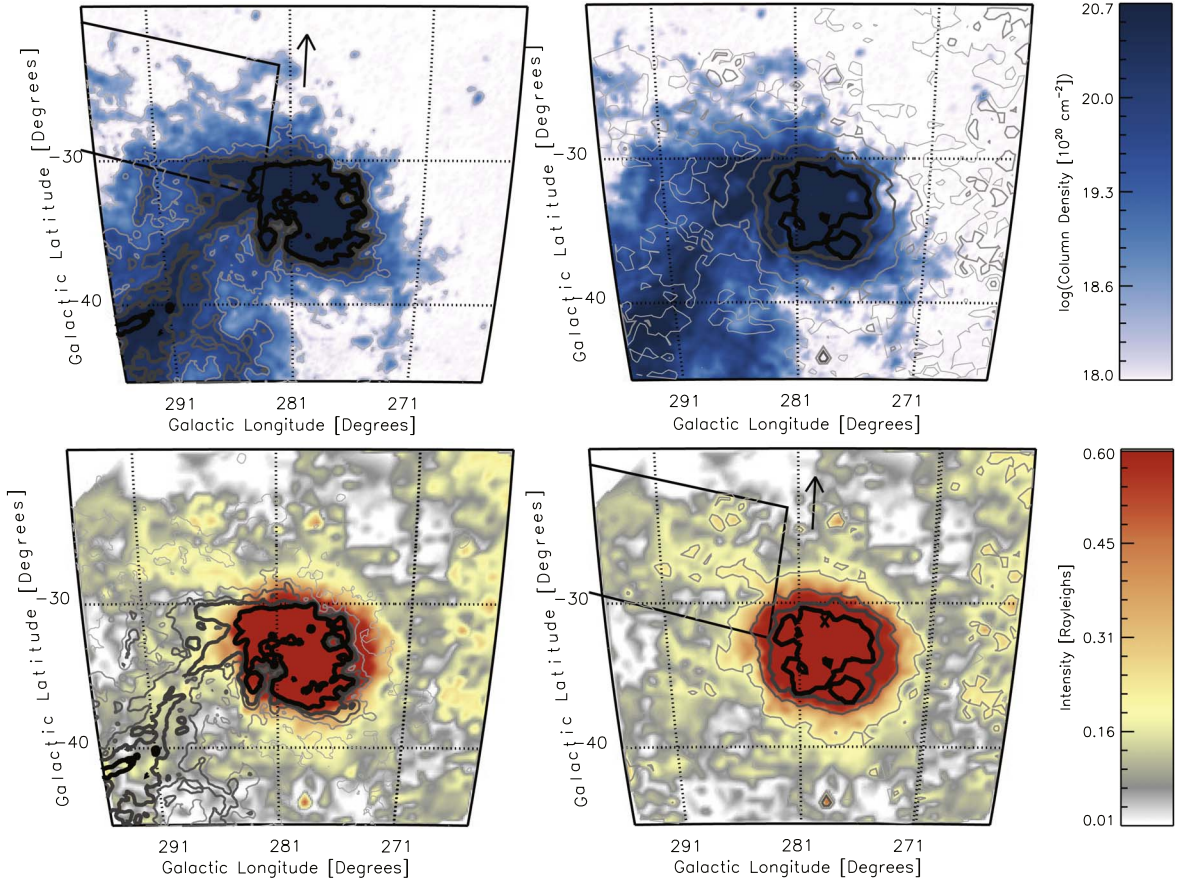 Galactic Latitude [Degrees]
-30
-40
291 281 271
Galactic Longitude [Degrees]
Galactic Latitude [Degrees]
-30
-40
291 281 271
Galactic Longitude [Degrees]
log(Column Density [10²⁰ cm⁻²])
20.7
20.0
19.3
18.6
18.0
Galactic Latitude [Degrees]
-30
-40
291 281 271
Galactic Longitude [Degrees]
Galactic Latitude [Degrees]
-30
-40
291 281 271
Galactic Longitude [Degrees]
Intensity [Rayleighs]
0.60
0.45
0.31
0.16
0.01